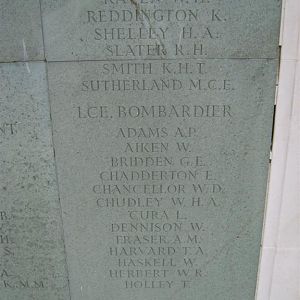 REDDINGTON K.
SHELLEY H.A.
SLATER R.H.
SMITH K.H.T.
SUTHERLAND M.C.E.
LCE. BOMBARDIER
ADAMS A.P.
AIKEN W.
BRIDDEN G.E.
CHADDERTON E.
CHANCELLOR W.D.
CHUDLEY W.H.A.
CURA L.
DENNISON W.
FRASER A.M.
HARVARD T.A.
HASKELL W.
HERBERT W.R.
HOLLEY T.
K. M.M.